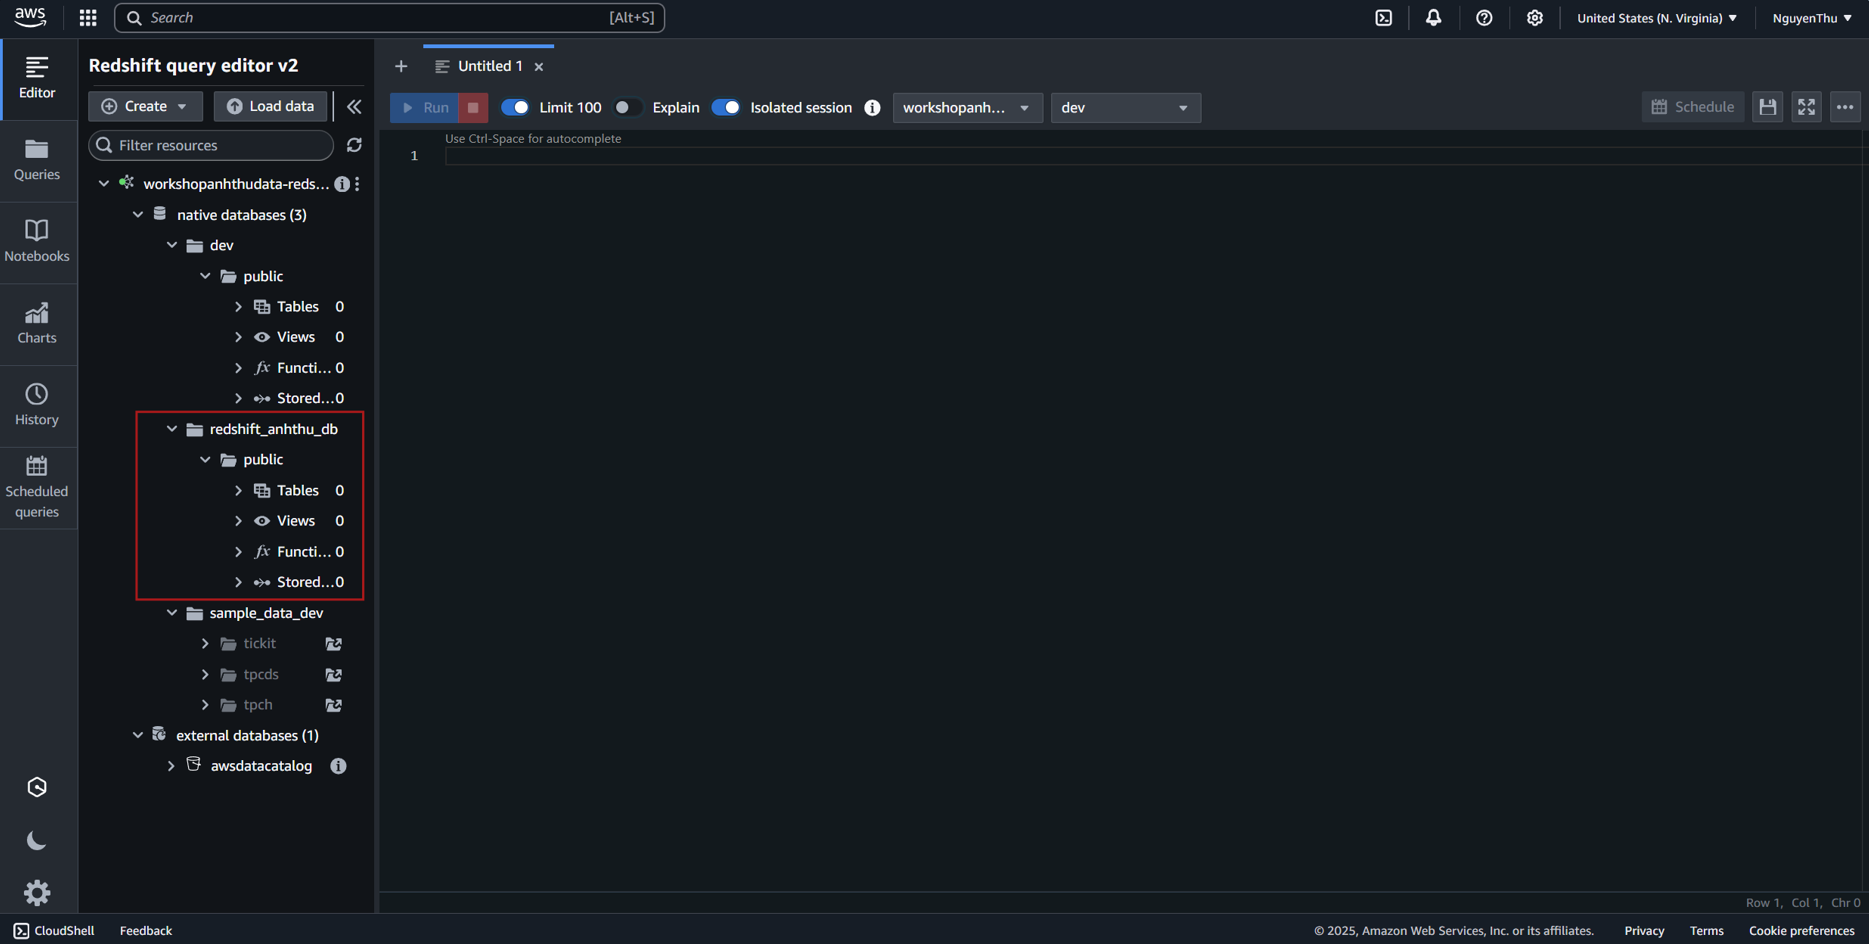 aws
Search [Alt+S]
United States (N. Virginia) NguyenThu
Editor
Queries
Notebooks
Charts
History
Scheduled
queries
Redshift query editor v2
Create Load data
Filter resources
workshopanhthudata-reds...
native databases (3)
dev
public
Tables 0
Views 0
Functi... 0
Stored...0
redshift_anhthu_db
public
Tables 0
Views 0
Functi... 0
Stored...0
sample_data_dev
tickit
tpcds
tpch
external databases (1)
awsdatacatalog
Untitled 1
Run Limit 100 Explain Isolated session workshopanh... dev Schedule
Use Ctrl-Space for autocomplete
1
Row 1, Col 1, Chr 0
CloudShell Feedback © 2025, Amazon Web Services, Inc. or its affiliates. Privacy Terms Cookie preferences